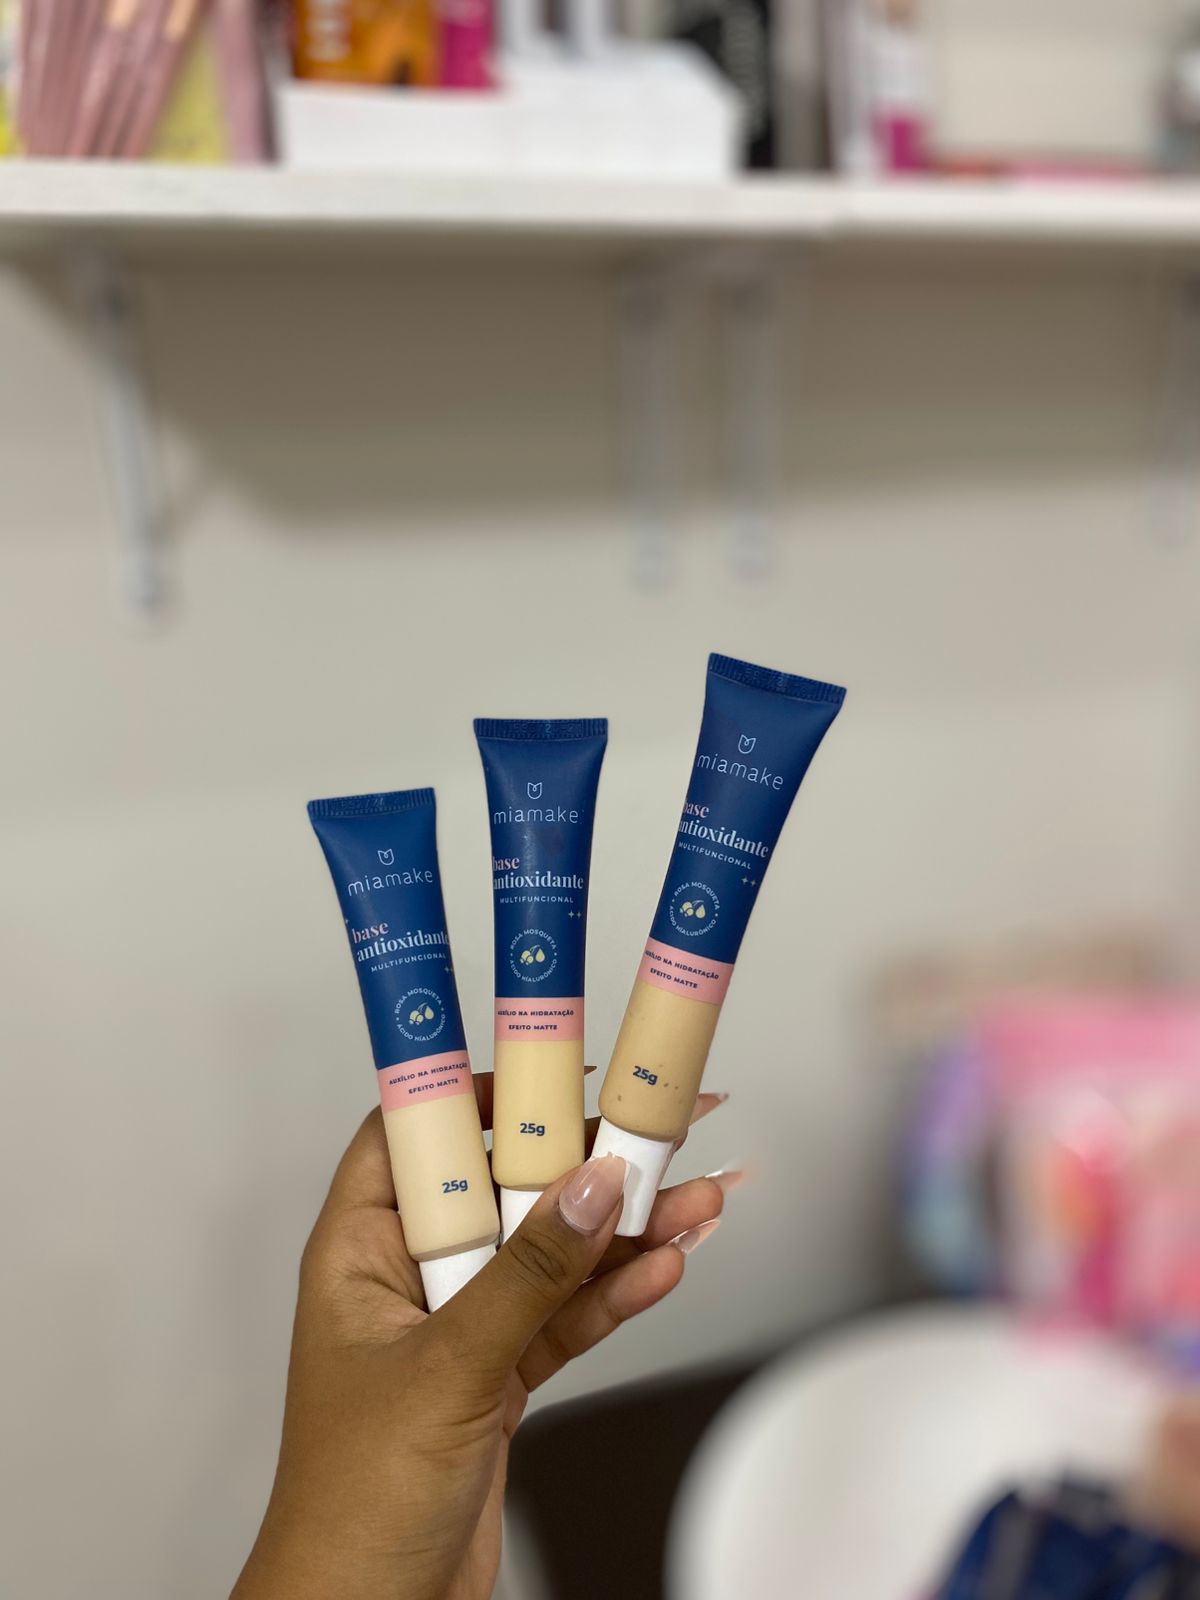 miamake
base
antioxidante
MULTIFUNCIONAL
ROSA MOSQUETA
ÁCIDO HIALURÔNICO
AUXÍLIO NA HIDRATAÇÃO
EFEITO MATTE
25g
miamake
base
antioxidante
MULTIFUNCIONAL
ROSA MOSQUETA
ÁCIDO HIALURÔNICO
AUXÍLIO NA HIDRATAÇÃO
EFEITO MATTE
25g
miamake
base
antioxidante
MULTIFUNCIONAL
ROSA MOSQUETA
ÁCIDO HIALURÔNICO
AUXÍLIO NA HIDRATAÇÃO
EFEITO MATTE
25g